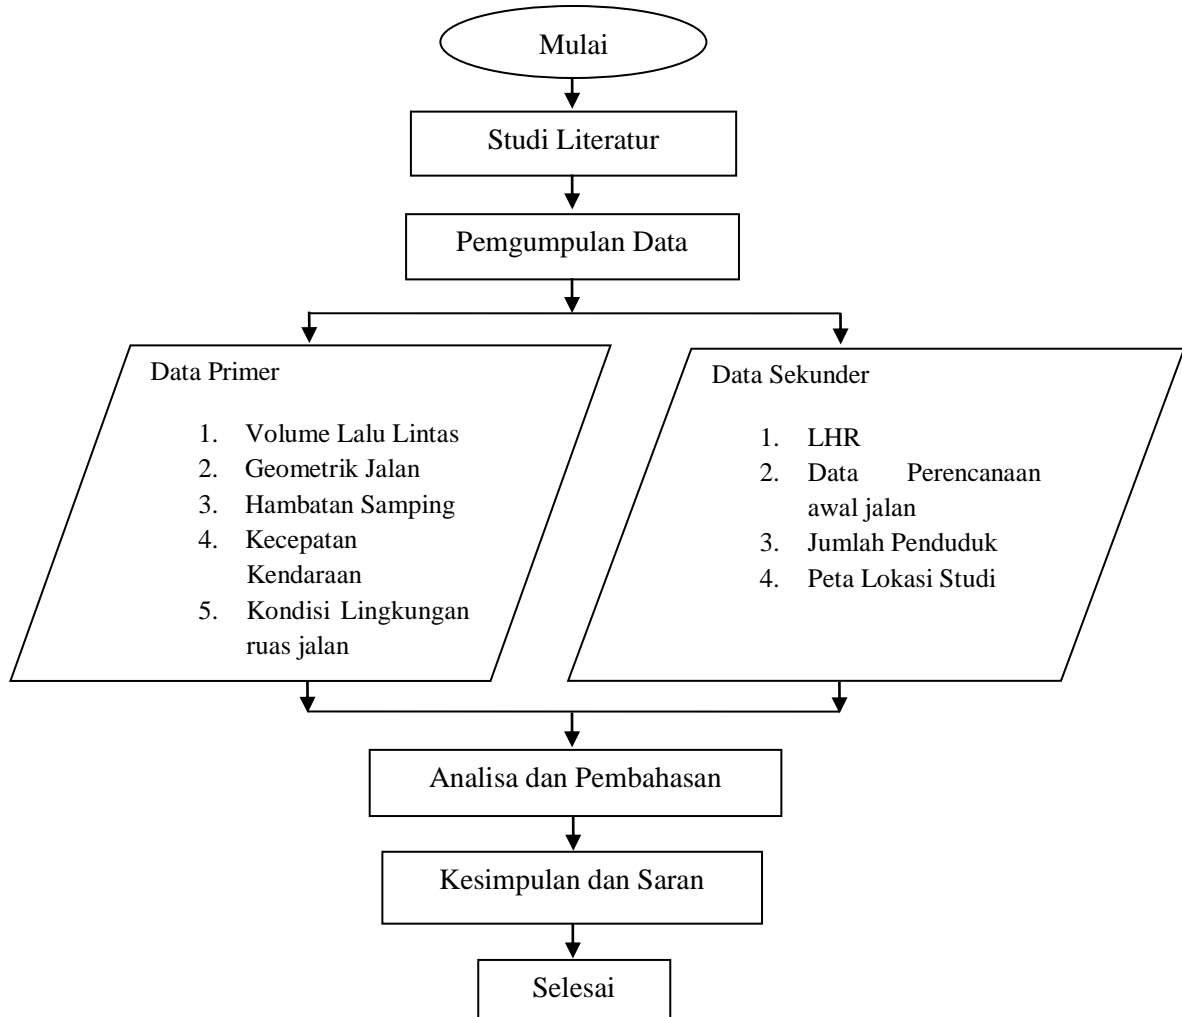 Mulai
Studi Literatur
Pemgumpulan Data
Data Primer
1. Volume Lalu Lintas
2. Geometrik Jalan
3. Hambatan Samping
4. Kecepatan
Kendaraan
5. Kondisi Lingkungan
ruas jalan
Data Sekunder
1. LHR
2. Data Perencanaan
awal jalan
3. Jumlah Penduduk
4. Peta Lokasi Studi
Analisa dan Pembahasan
Kesimpulan dan Saran
Selesai